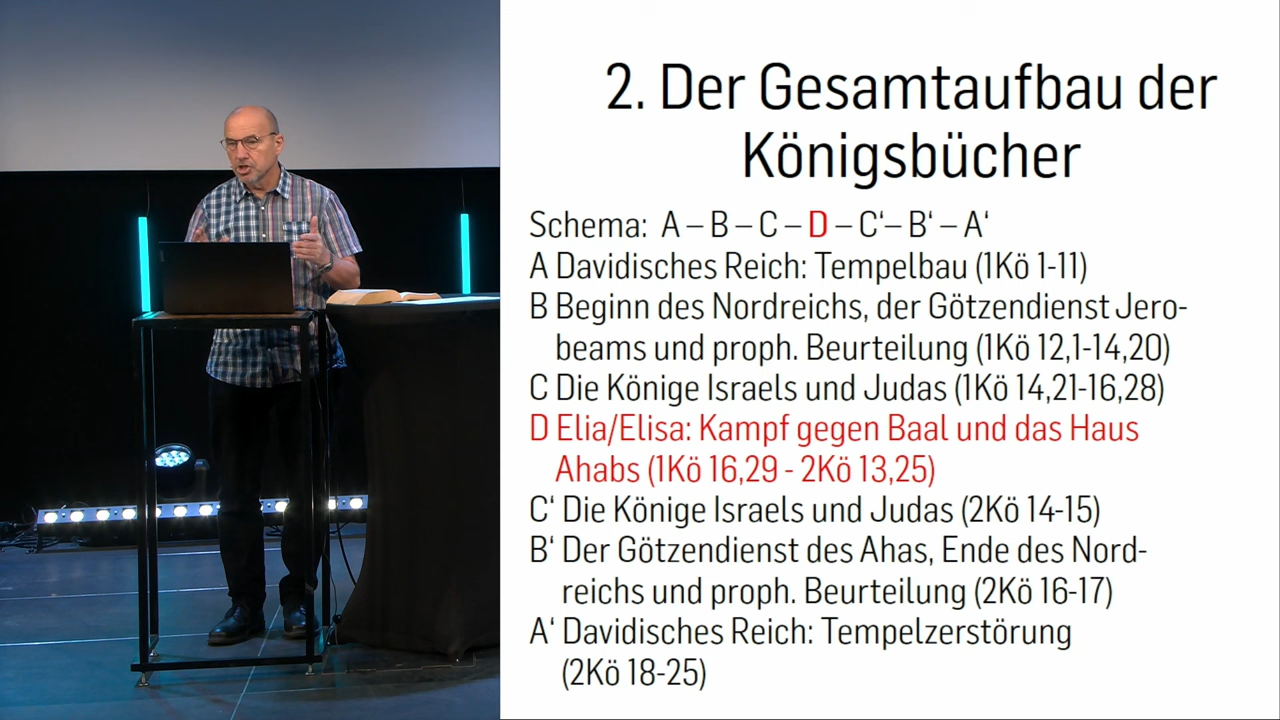 2. Der Gesamtaufbau der
Königsbücher
Schema: A – B – C – D – C‘– B‘ – A‘
A Davidisches Reich: Tempelbau (1Kö 1-11)
B Beginn des Nordreichs, der Götzendienst Jero-
beams und proph. Beurteilung (1Kö 12,1-14,20)
C Die Könige Israels und Judas (1Kö 14,21-16,28)
D Elia/Elisa: Kampf gegen Baal und das Haus
Ahabs (1Kö 16,29 - 2Kö 13,25)
C‘ Die Könige Israels und Judas (2Kö 14-15)
B‘ Der Götzendienst des Ahas, Ende des Nord-
reichs und proph. Beurteilung (2Kö 16-17)
A‘ Davidisches Reich: Tempelzerstörung
(2Kö 18-25)